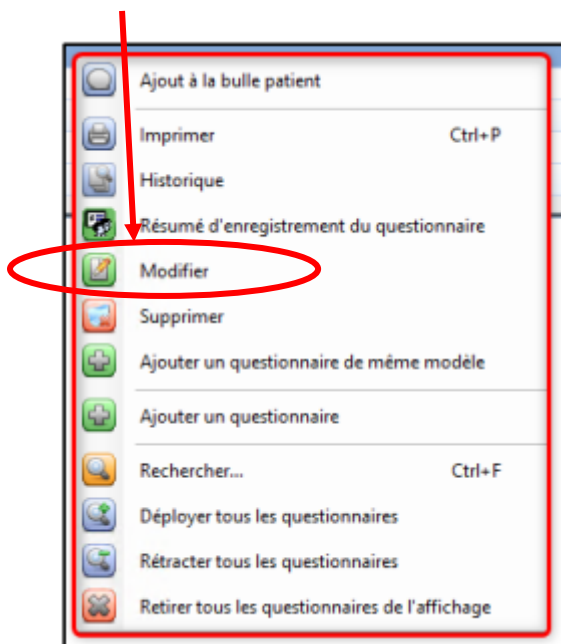 Ajout à la bulle patient
Imprimer Ctrl+P
Historique
Résumé d'enregistrement du questionnaire
Modifier
Supprimer
Ajouter un questionnaire de même modèle
Ajouter un questionnaire
Rechercher... Ctrl+F
Déployer tous les questionnaires
Rétracter tous les questionnaires
Retirer tous les questionnaires de l'affichage